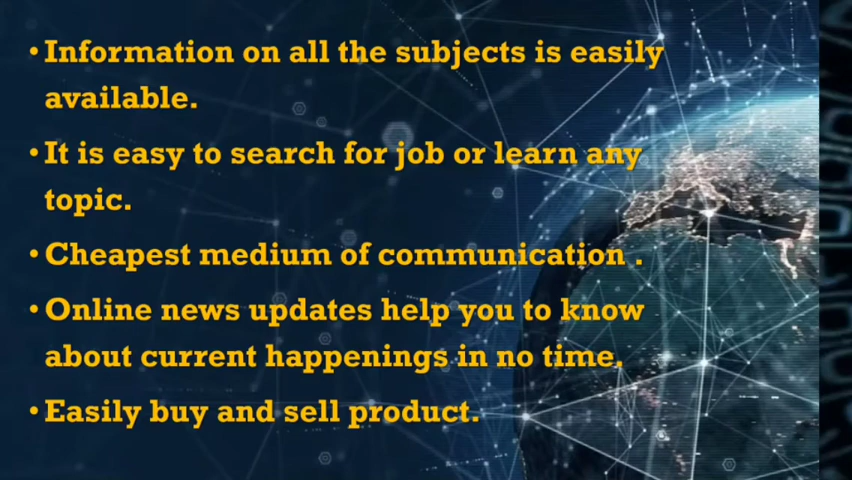 • Information on all the subjects is easily
available.
• It is easy to search for job or learn any
topic.
• Cheapest medium of communication .
• Online news updates help you to know
about current happenings in no time.
• Easily buy and sell product.